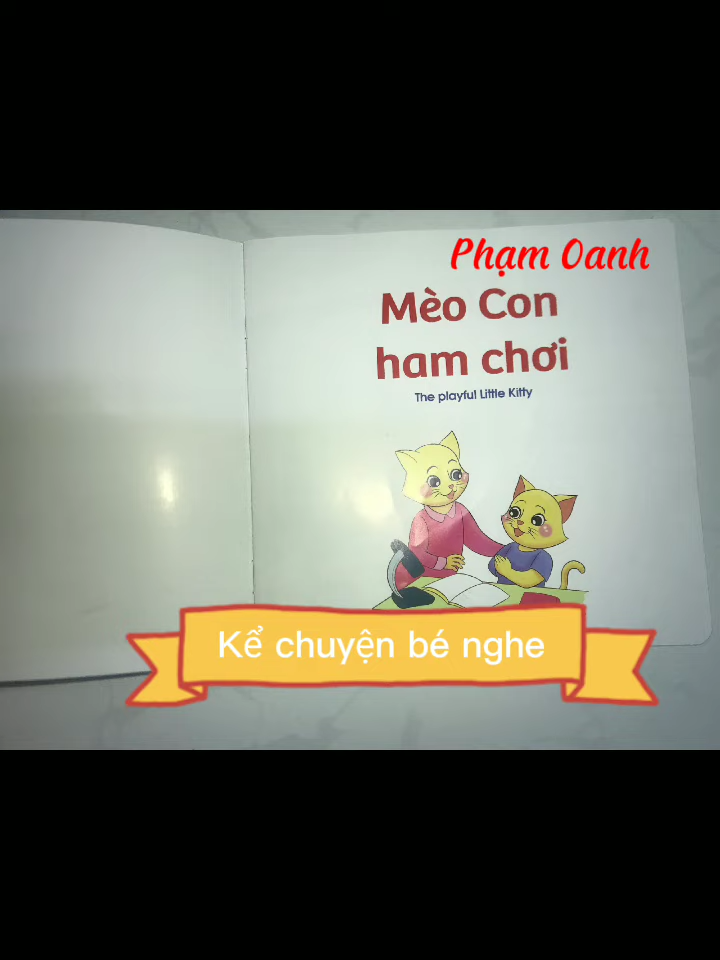 Phạm Oanh
Mèo Con
ham chơi
The playful Little Kitty
Kể chuyện bé nghe